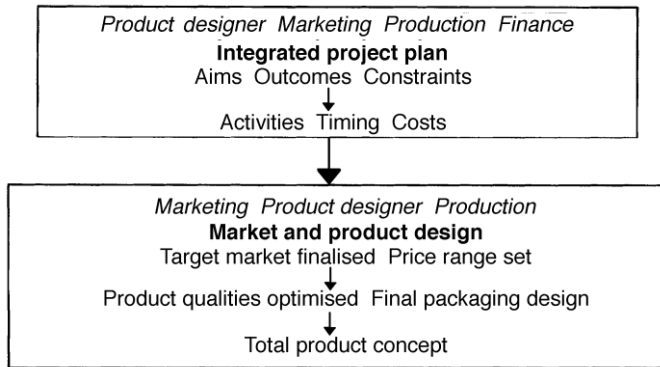 Product designer Marketing Production Finance
Integrated project plan
Aims Outcomes Constraints
Activities Timing Costs
Marketing Product designer Production
Market and product design
Target market finalised Price range set
Product qualities optimised Final packaging design
Total product concept